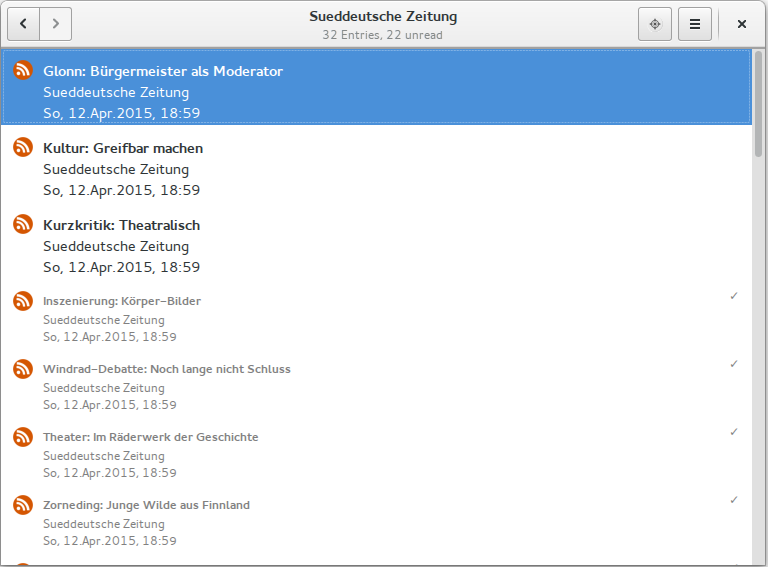 Sueddeutsche Zeitung
32 Entries, 22 unread
Glonn: Bürgermeister als Moderator
Sueddeutsche Zeitung
So, 12.Apr.2015, 18:59
Kultur: Greifbar machen
Sueddeutsche Zeitung
So, 12.Apr.2015, 18:59
Kurzkritik: Theatralisch
Sueddeutsche Zeitung
So, 12.Apr.2015, 18:59
Inszenierung: Körper-Bilder
Sueddeutsche Zeitung
So, 12.Apr.2015, 18:59
Windrad-Debatte: Noch lange nicht Schluss
Sueddeutsche Zeitung
So, 12.Apr.2015, 18:59
Theater: Im Räderwerk der Geschichte
Sueddeutsche Zeitung
So, 12.Apr.2015, 18:59
Zorneding: Junge Wilde aus Finnland
Sueddeutsche Zeitung
So, 12.Apr.2015, 18:59